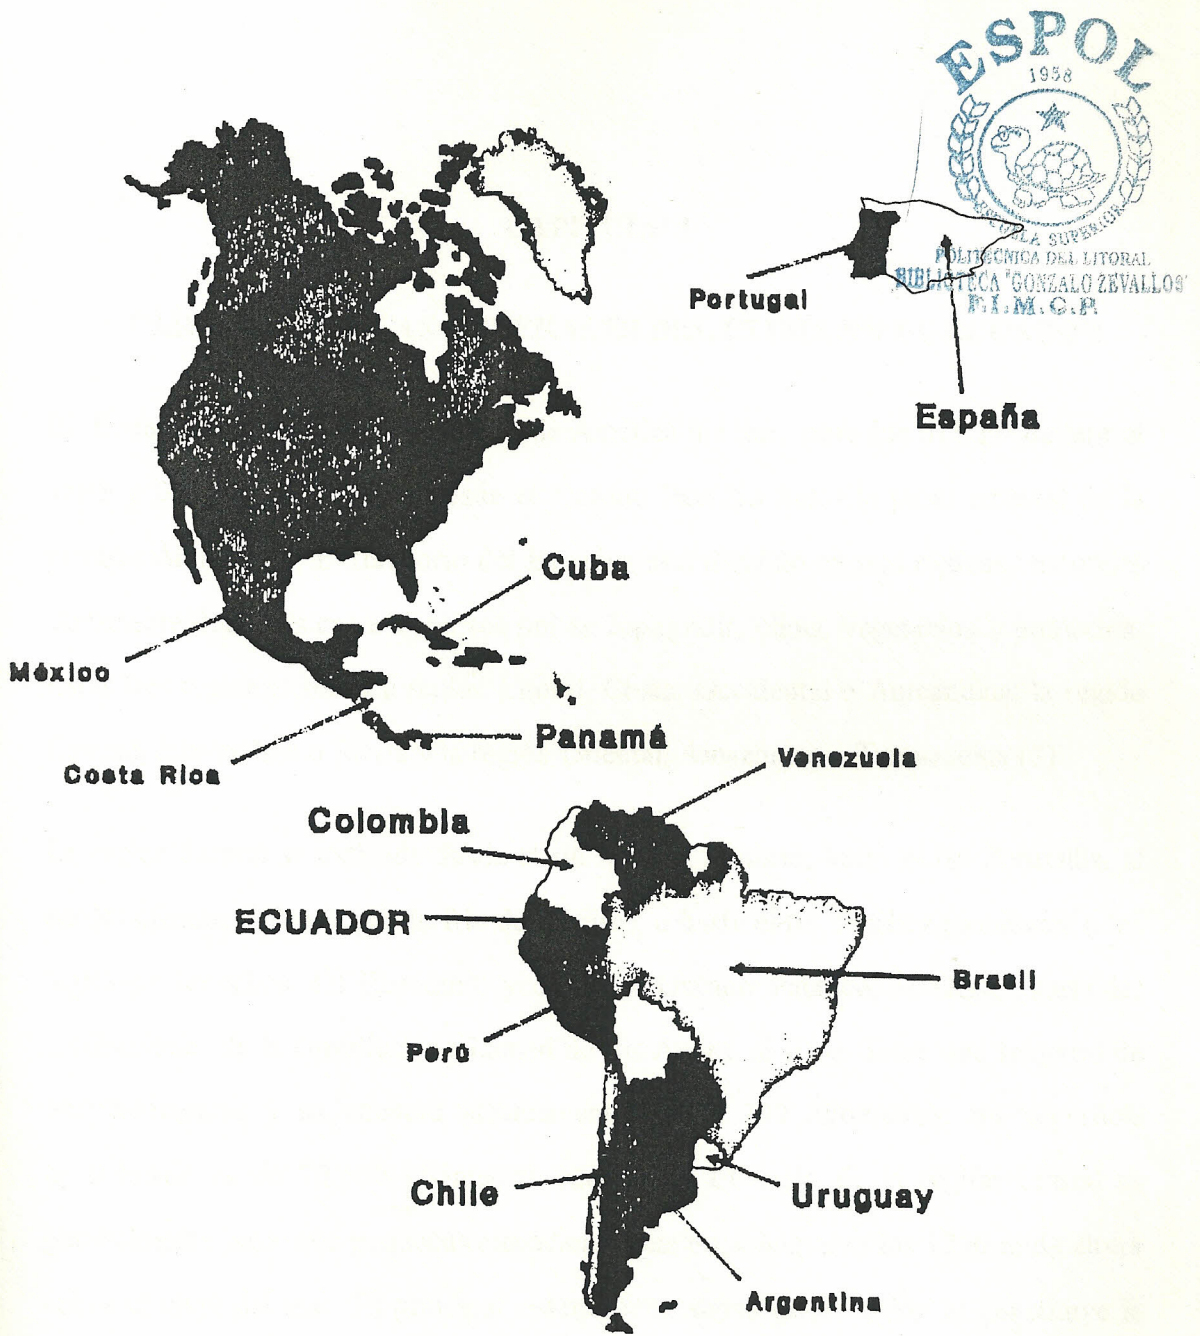 ESPOL
1958
ESCUELA SUPERIOR
POLITECNICA DEL LITORAL
BIBLIOTECA "GONZALO ZEVALLOS"
F.I.M.C.P.
Portugal
España
Cuba
México
Panamá
Costa Rica
Venezuela
Colombia
ECUADOR
Brasil
Perú
Chile
Uruguay
Argentina